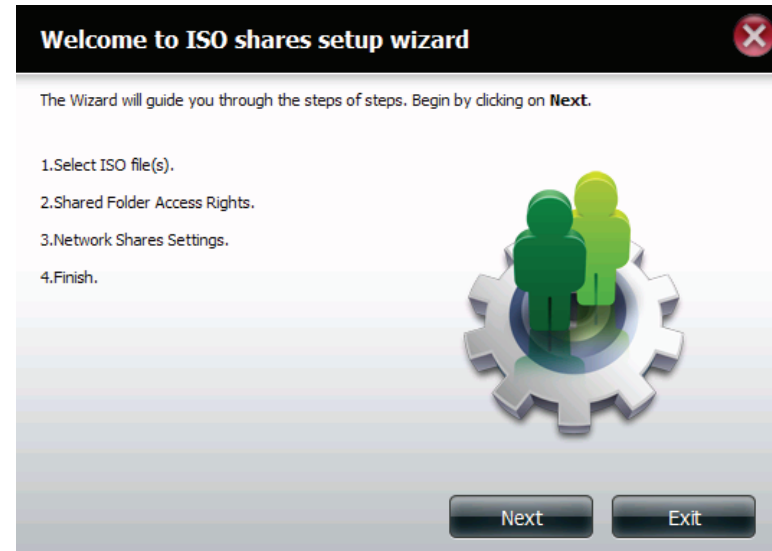 Welcome to ISO shares setup wizard
The Wizard will guide you through the steps of steps. Begin by clicking on Next.
1.Select ISO file(s).
2.Shared Folder Access Rights.
3.Network Shares Settings.
4.Finish.
Next
Exit